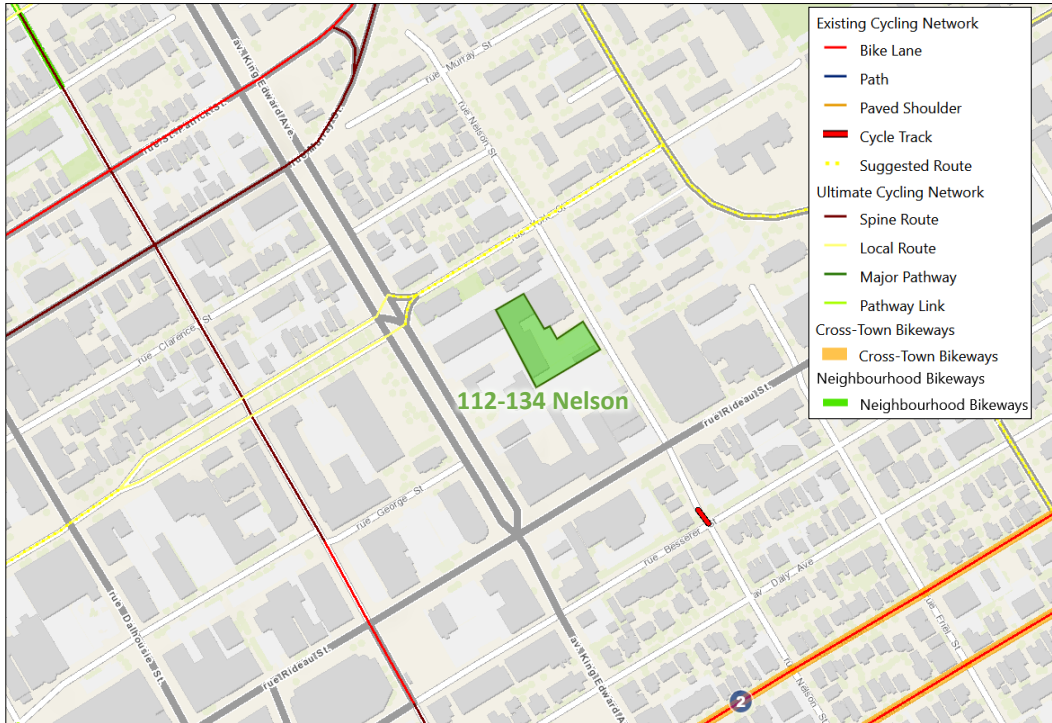 Existing Cycling Network
Bike Lane
Path
Paved Shoulder
Cycle Track
Suggested Route
Ultimate Cycling Network
Spine Route
Local Route
Major Pathway
Pathway Link
Cross-Town Bikeways
Cross-Town Bikeways
Neighbourhood Bikeways
Neighbourhood Bikeways
av. King Edward Ave.
rue Murray St
rue St. Patrick St.
rue Nelson St
rue Murray St.
rue Clarence St
112-134 Nelson
rue Rideau St.
rue George St
rue Besserer St
av Daly Ave
rue Dalhousie St.
rue Friel St
rue Rideau St.
av. King Edward A
rue Nelson St
2